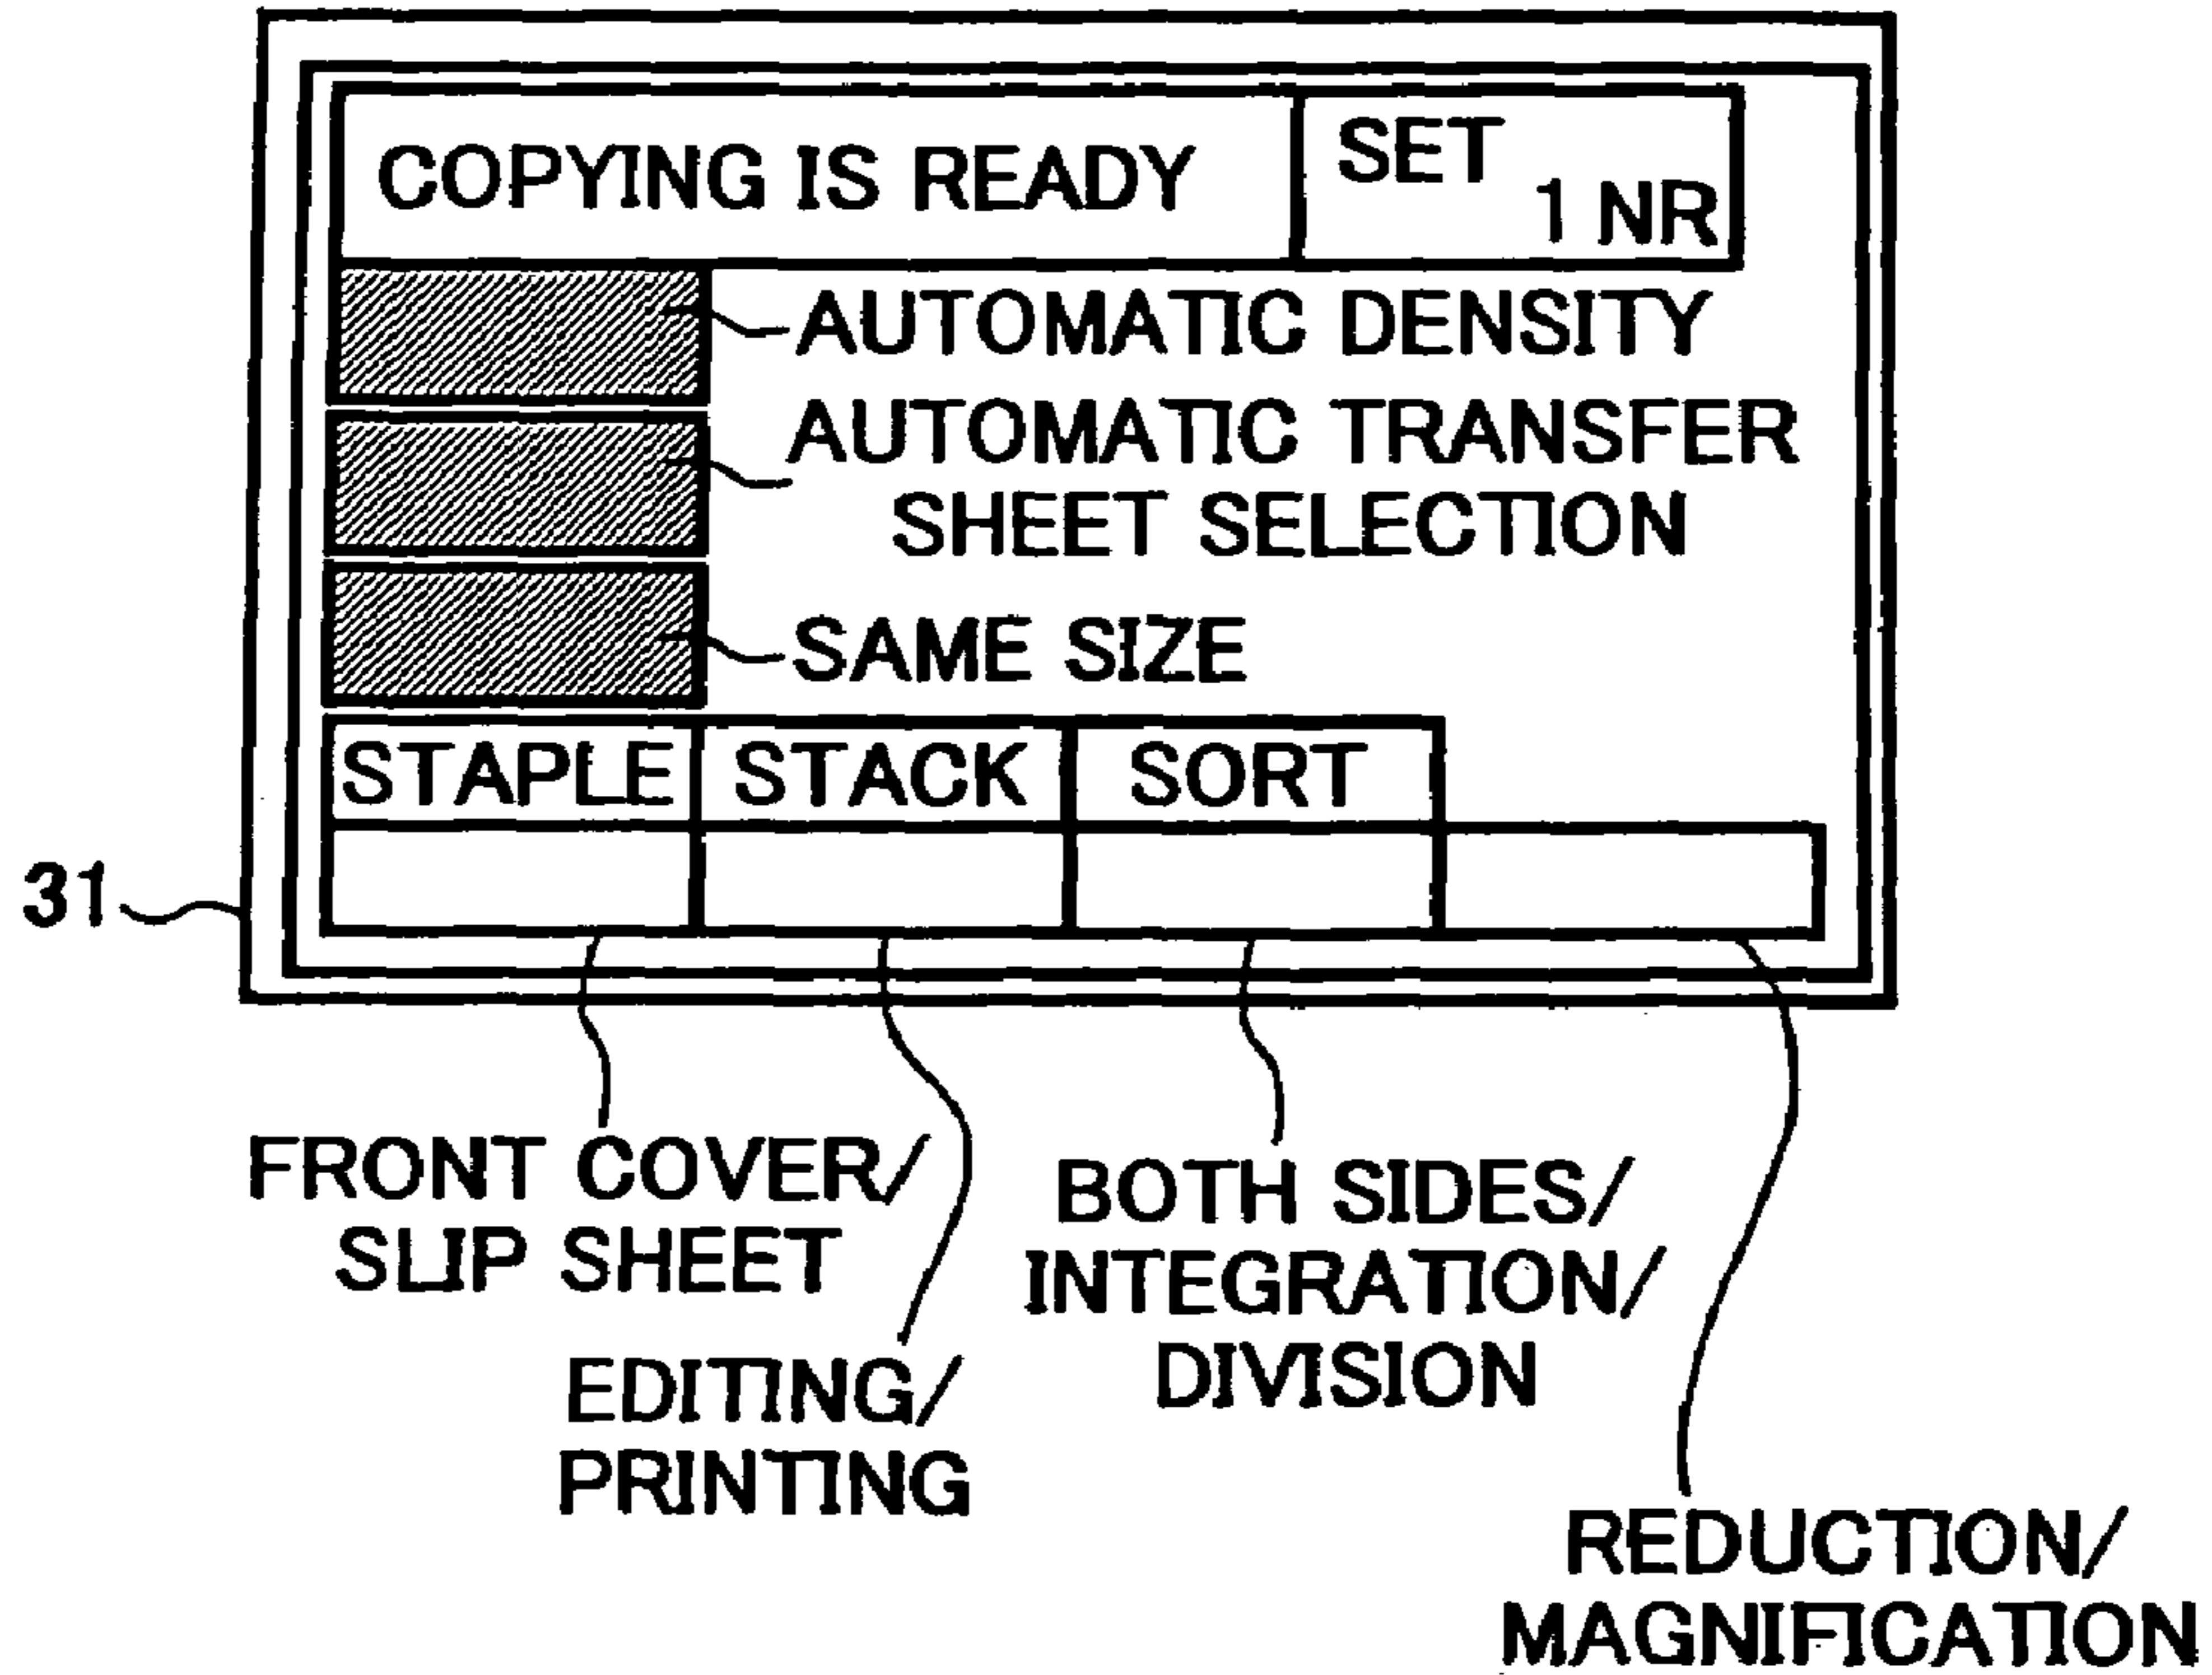 COPYING IS READY
SET
1 NR
AUTOMATIC DENSITY
AUTOMATIC TRANSFER
SHEET SELECTION
SAME SIZE
STAPLE
STACK
SORT
31
FRONT COVER/
SLIP SHEET
EDITING/
PRINTING
BOTH SIDES/
INTEGRATION/
DIVISION
REDUCTION/
MAGNIFICATION